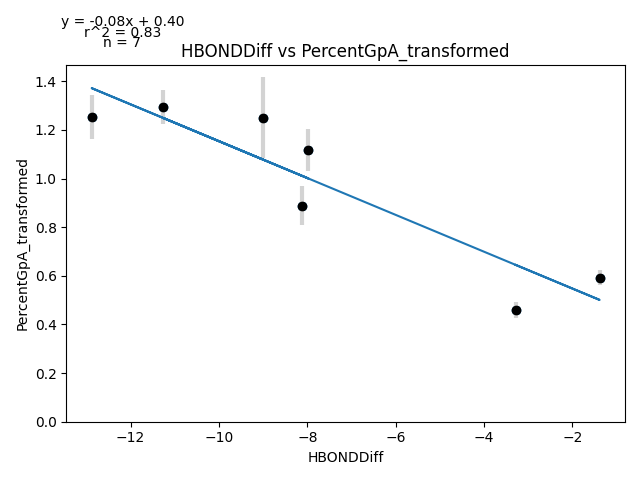 y = -0.08x + 0.40
r^2 = 0.83
n = 7
HBONDDiff vs PercentGpA_transformed
PercentGpA_transformed
1.4
1.2
1.0
0.8
0.6
0.4
0.2
0.0
−12 −10 −8 −6 −4 −2
HBONDDiff